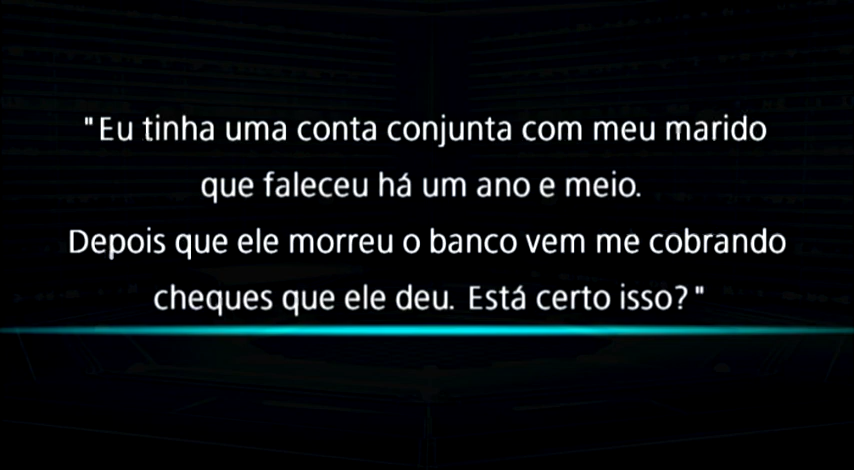 "Eu tinha uma conta conjunta com meu marido
que faleceu há um ano e meio.
Depois que ele morreu o banco vem me cobrando
cheques que ele deu. Está certo isso?"